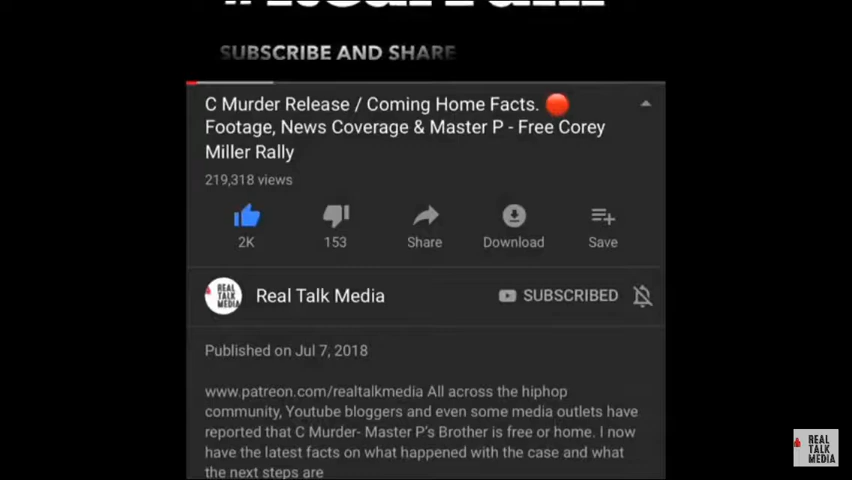 SUBSCRIBE AND SHARE
C Murder Release / Coming Home Facts. 🔴
Footage, News Coverage & Master P - Free Corey
Miller Rally
219,318 views
2K
153
Share
Download
Save
REAL
TALK
MEDIA
Real Talk Media
SUBSCRIBED
Published on Jul 7, 2018
www.patreon.com/realtalkmedia All across the hiphop
community, Youtube bloggers and even some media outlets have
reported that C Murder- Master P's Brother is free or home. I now
have the latest facts on what happened with the case and what
the next steps are
REAL
TALK
MEDIA